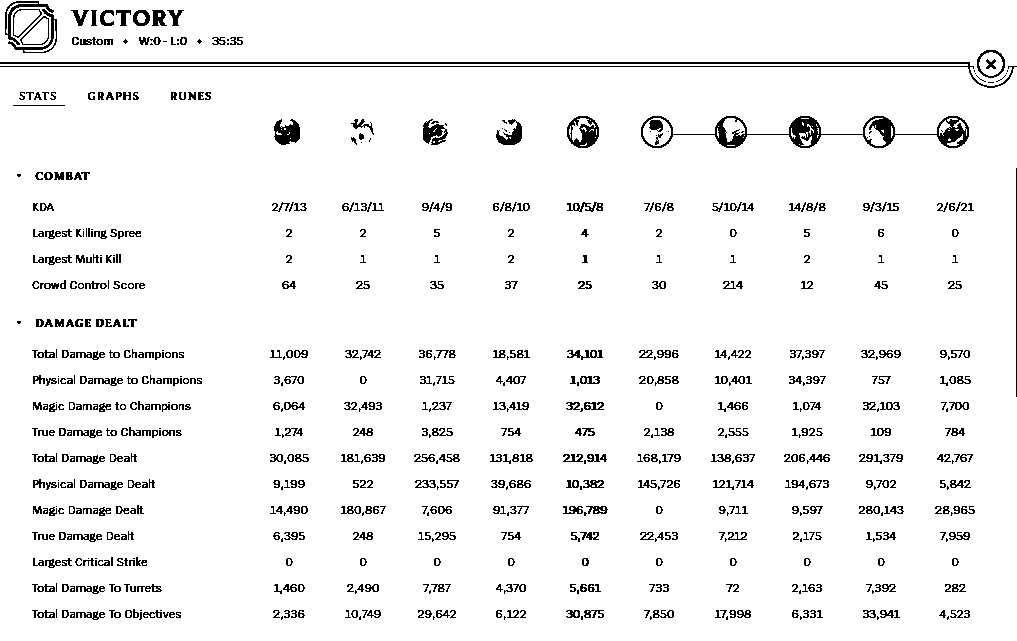 VICTORY
Custom • W:0 - L:0 • 35:35
STATS GRAPHS RUNES
COMBAT
KDA 2/7/13 6/13/11 9/4/9 6/8/10 10/5/8 7/6/8 5/10/14 14/8/8 9/3/15 2/6/21
Largest Killing Spree 2 2 5 2 4 2 0 5 6 0
Largest Multi Kill 2 1 1 2 1 1 1 2 1 1
Crowd Control Score 64 25 35 37 25 30 214 12 45 25
DAMAGE DEALT
Total Damage to Champions 11,009 32,742 36,778 18,581 34,101 22,996 14,422 37,397 32,969 9,570
Physical Damage to Champions 3,670 0 31,715 4,407 1,013 20,858 10,401 34,397 757 1,085
Magic Damage to Champions 6,064 32,493 1,237 13,419 32,612 0 1,466 1,074 32,103 7,700
True Damage to Champions 1,274 248 3,825 754 475 2,138 2,555 1,925 109 784
Total Damage Dealt 30,085 181,639 256,458 131,818 212,914 168,179 138,637 206,446 291,379 42,767
Physical Damage Dealt 9,199 522 233,557 39,686 10,382 145,726 121,714 194,673 9,702 5,842
Magic Damage Dealt 14,490 180,867 7,606 91,377 196,789 0 9,711 9,597 280,143 28,965
True Damage Dealt 6,395 248 15,295 754 5,742 22,453 7,212 2,175 1,534 7,959
Largest Critical Strike 0 0 0 0 0 0 0 0 0 0
Total Damage To Turrets 1,460 2,490 7,787 4,370 5,661 733 72 2,163 7,392 282
Total Damage To Objectives 2,336 10,749 29,642 6,122 30,875 7,850 17,998 6,331 33,941 4,523